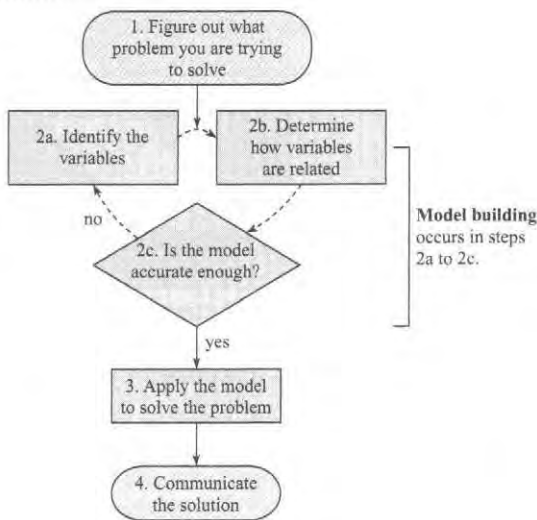 1. Figure out what
problem you are trying
to solve
2a. Identify the
variables
2b. Determine
how variables
are related
no
2c. Is the model
accurate enough?
Model building
occurs in steps
2a to 2c.
yes
3. Apply the model
to solve the problem
4. Communicate
the solution